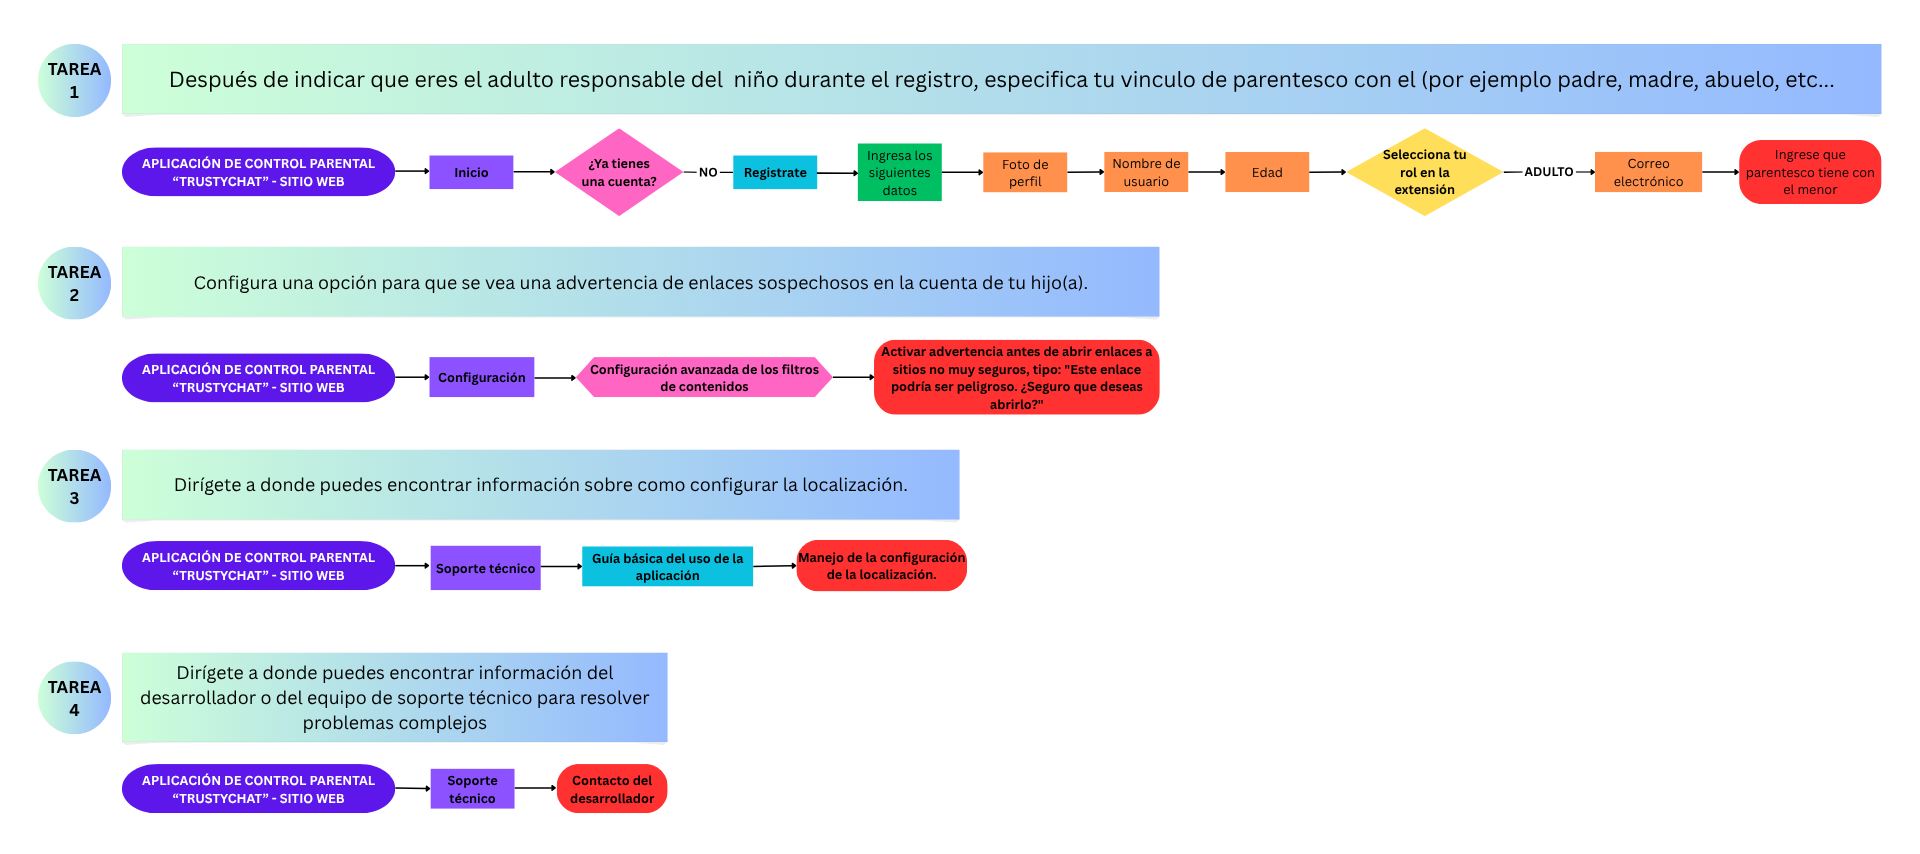 TAREA
1
Después de indicar que eres el adulto responsable del  niño durante el registro, especifica tu vinculo de parentesco con el (por ejemplo padre, madre, abuelo, etc...
APLICACIÓN DE CONTROL PARENTAL
“TRUSTYCHAT” - SITIO WEB
Inicio
¿Ya tienes
una cuenta?
NO
Registrate
Ingresa los
siguientes
datos
Foto de
perfil
Nombre de
usuario
Edad
Selecciona tu
rol en la
extensión
ADULTO
Correo
electrónico
Ingrese que
parentesco tiene con
el menor
TAREA
2
Configura una opción para que se vea una advertencia de enlaces sospechosos en la cuenta de tu hijo(a).
APLICACIÓN DE CONTROL PARENTAL
“TRUSTYCHAT” - SITIO WEB
Configuración
Configuración avanzada de los filtros
de contenidos
Activar advertencia antes de abrir enlaces a
sitios no muy seguros, tipo: "Este enlace
podría ser peligroso. ¿Seguro que deseas
abrirlo?"
TAREA
3
Dirígete a donde puedes encontrar información sobre como configurar la localización.
APLICACIÓN DE CONTROL PARENTAL
“TRUSTYCHAT” - SITIO WEB
Soporte técnico
Guía básica del uso de la
aplicación
Manejo de la configuración
de la localización.
TAREA
4
Dirígete a donde puedes encontrar información del
desarrollador o del equipo de soporte técnico para resolver
problemas complejos
APLICACIÓN DE CONTROL PARENTAL
“TRUSTYCHAT” - SITIO WEB
Soporte
técnico
Contacto del
desarrollador